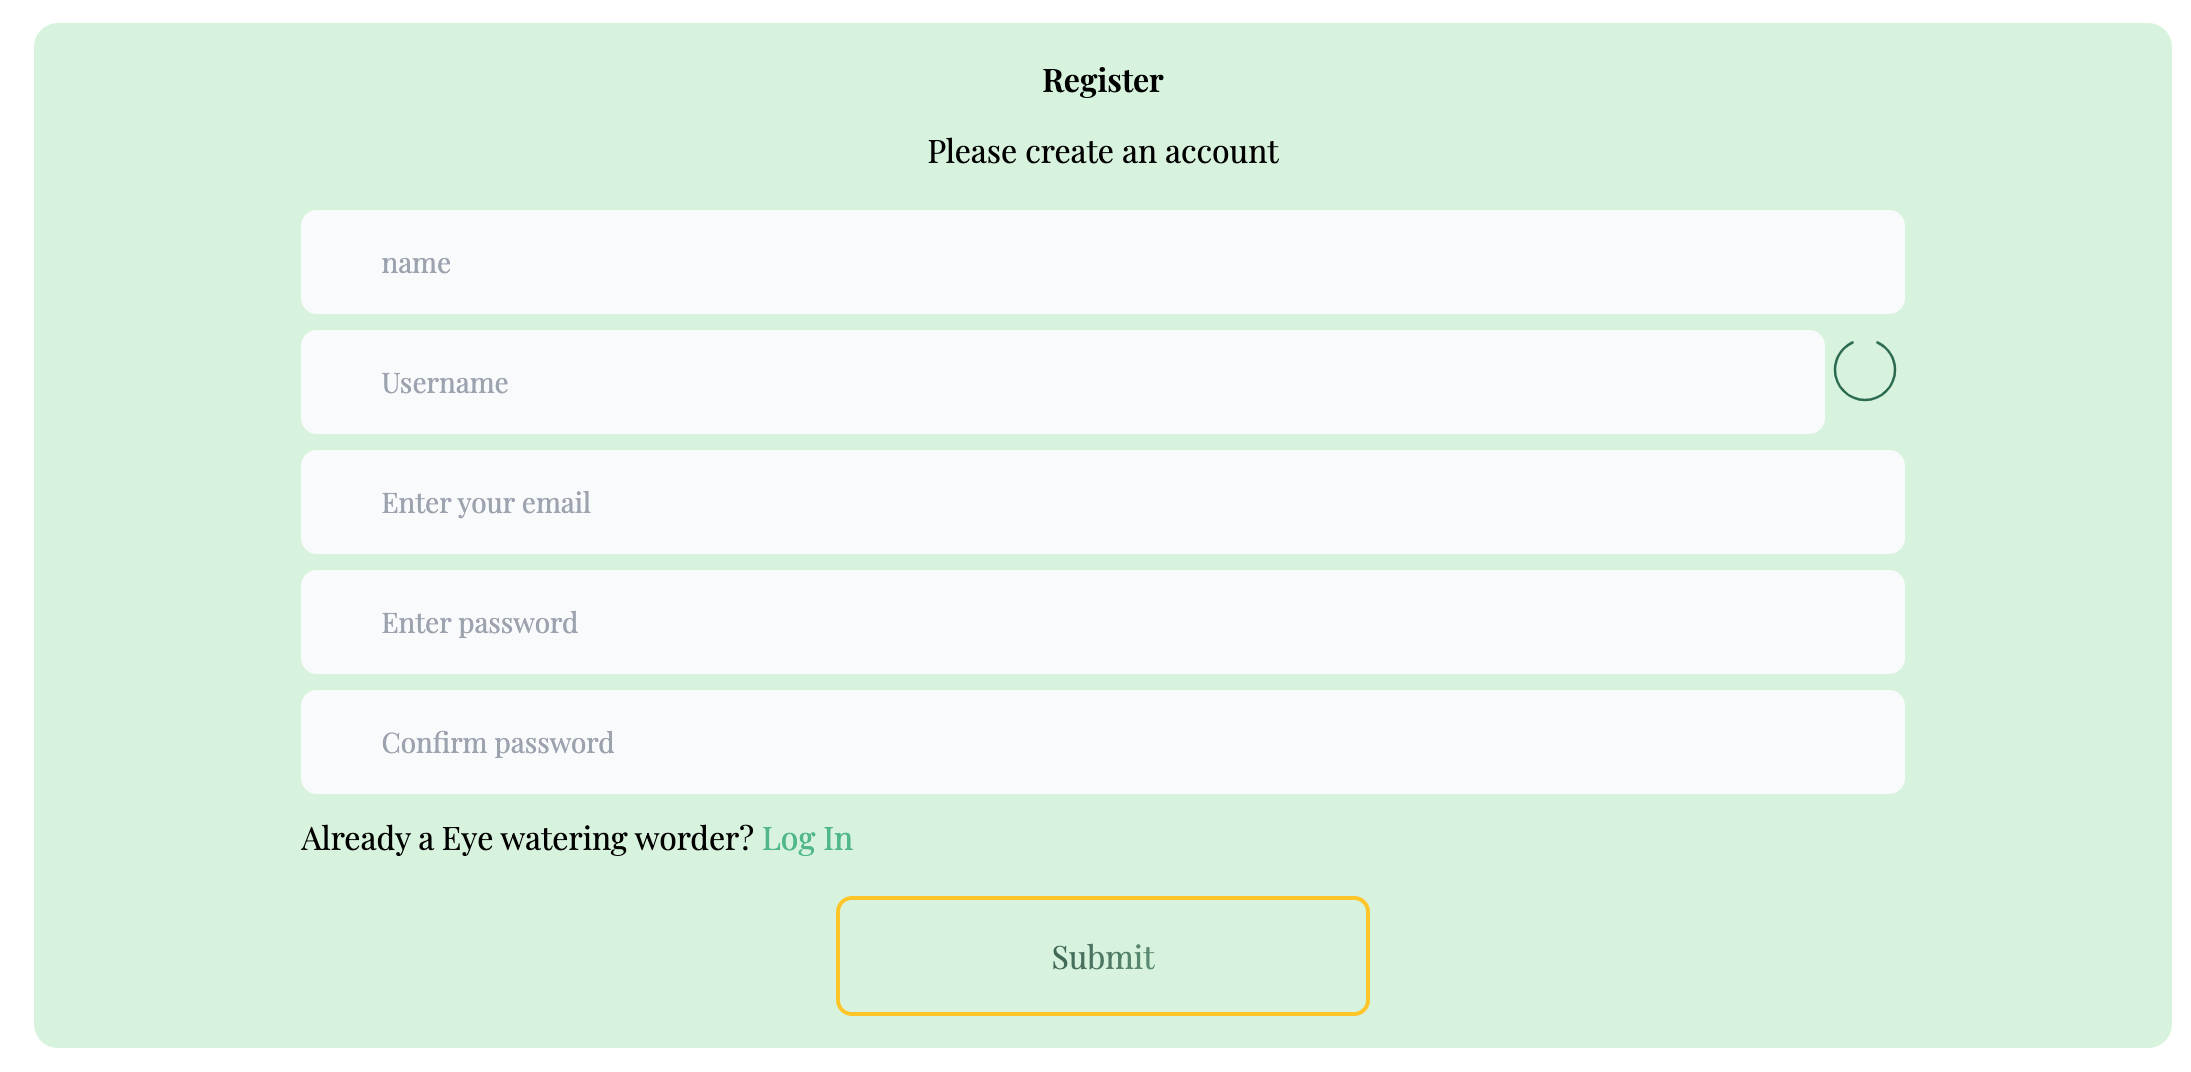 Register
Please create an account
name
Username
Enter your email
Enter password
Confirm password
Already a Eye watering worder? Log In
Submit